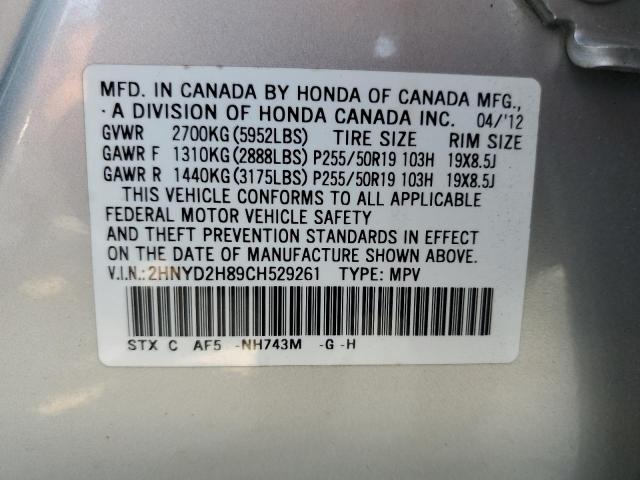 MFD. IN CANADA BY HONDA OF CANADA MFG.,
A DIVISION OF HONDA CANADA INC. 04/'12
GVWR 2700KG(5952LBS) TIRE SIZE RIM SIZE
GAWR F 1310KG(2888LBS) P255/50R19 103H 19X8.5J
GAWR R 1440KG(3175LBS) P255/50R19 103H 19X8.5J
THIS VEHICLE CONFORMS TO ALL APPLICABLE
FEDERAL MOTOR VEHICLE SAFETY
AND THEFT PREVENTION STANDARDS IN EFFECT
ON THE DATE OF MANUFACTURE SHOWN ABOVE.
V.I.N.:2HNYD2H89CH529261 TYPE: MPV
STX C AF5 -NH743M -G -H